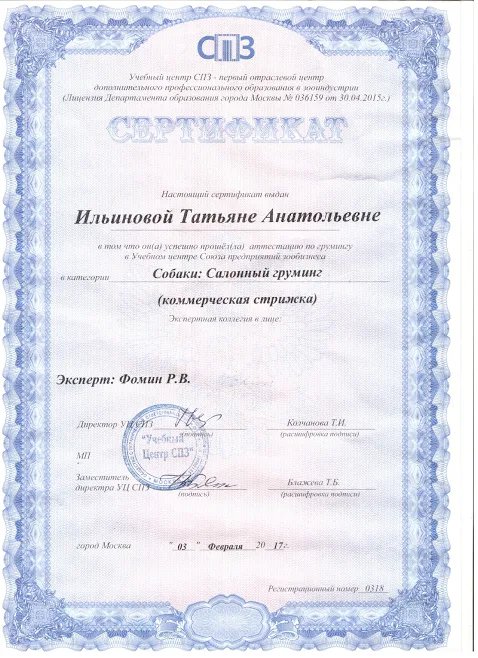 СПЗ
Учебный центр СПЗ - первый отраслевой центр
дополнительного профессионального образования в зооиндустрии
(Лицензия Департамента образования города Москвы № 036159 от 30.04.2015г.)
СЕРТИФИКАТ
Настоящий сертификат выдан
Ильиновой Татьяне Анатольевне
в том что он(а) успешно прошёл(ла) аттестацию по грумингу
в Учебном центре Союза предприятий зообизнеса
в категории Собаки: Салонный груминг
(коммерческая стрижка)
Экспертная коллегия в лице:
Эксперт: Фомин Р.В.
Директор УЦ СПЗ Колчанова Т.И.
(подпись) (расшифровка подписи)
"Учебный
Центр СПЗ"
МП
Заместитель
директора УЦ СПЗ Блажева Т.Б.
(подпись) (расшифровка подписи)
город Москва "03" Февраля 2017г.
Регистрационный номер 0318